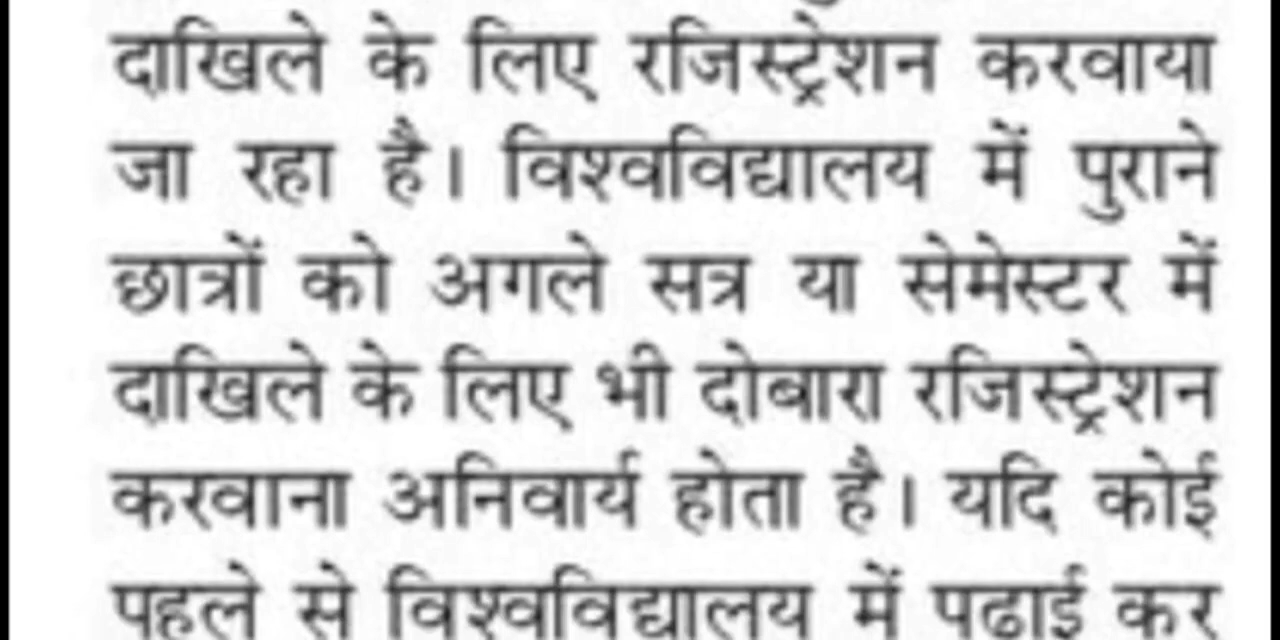 दाखिले के लिए रजिस्ट्रेशन करवाया
जा रहा है। विश्वविद्यालय में पुराने
छात्रों को अगले सत्र या सेमेस्टर में
दाखिले के लिए भी दोबारा रजिस्ट्रेशन
करवाना अनिवार्य होता है। यदि कोई
पहले से विश्वविद्यालय में पढाई कर